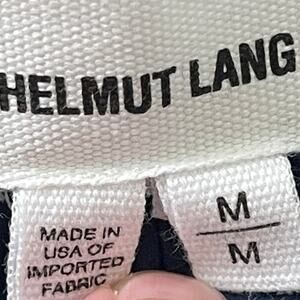 HELMUT LANG
MADE IN
USA OF
IMPORTED
FABRIC
M
M